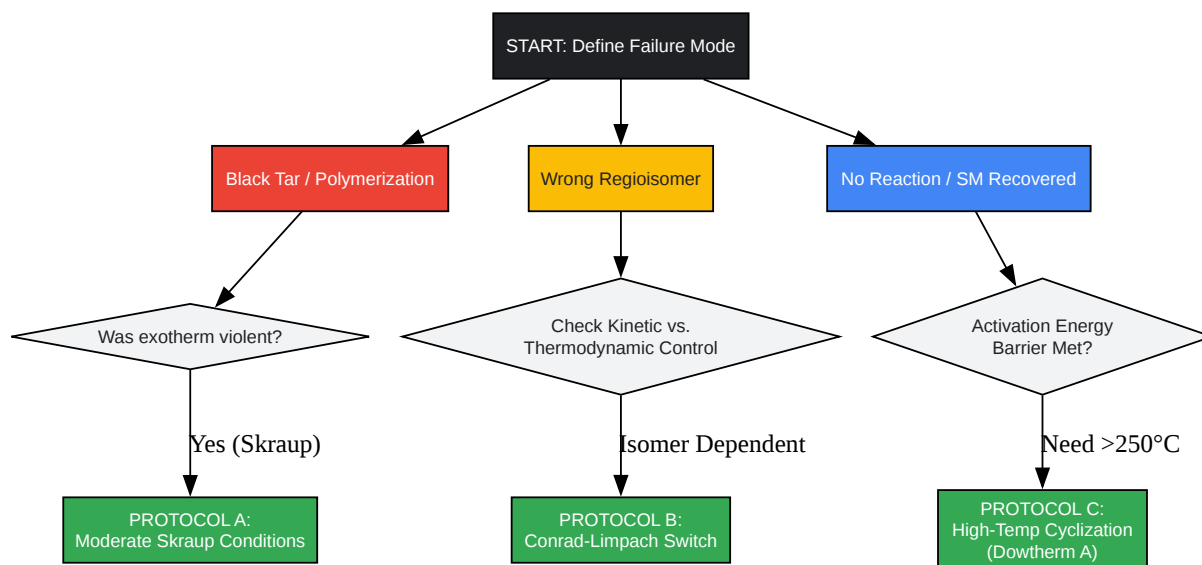 START: Define Failure Mode
Black Tar / Polymerization
Wrong Regioisomer
No Reaction / SM Recovered
Was exotherm violent?
Check Kinetic vs.
Thermodynamic Control
Activation Energy
Barrier Met?
Yes (Skraup)
Isomer Dependent
Need >250°C
PROTOCOL A:
Moderate Skraup Conditions
PROTOCOL B:
Conrad-Limpach Switch
PROTOCOL C:
High-Temp Cyclization
(Dowtherm A)